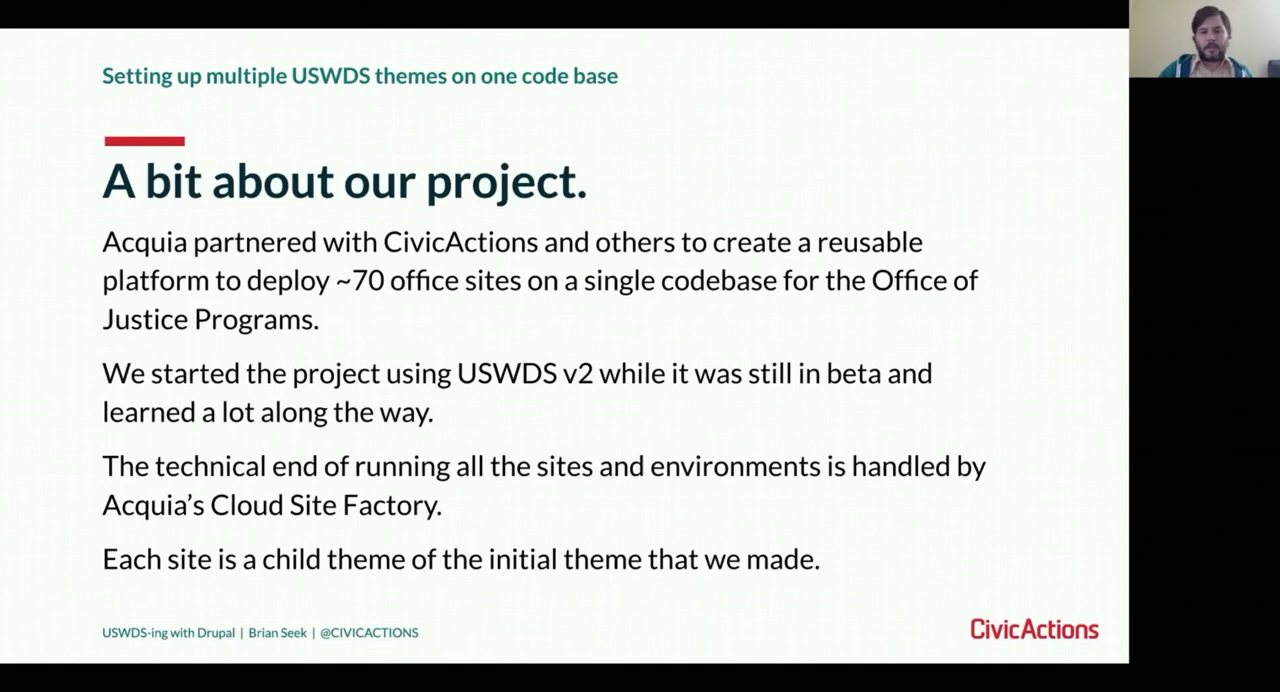 Setting up multiple USWDS themes on one code base
A bit about our project.
Acquia partnered with CivicActions and others to create a reusable
platform to deploy ~70 office sites on a single codebase for the Office of
Justice Programs.
We started the project using USWDS v2 while it was still in beta and
learned a lot along the way.
The technical end of running all the sites and environments is handled by
Acquia’s Cloud Site Factory.
Each site is a child theme of the initial theme that we made.
USWDS-ing with Drupal | Brian Seek | @CIVICACTIONS
CivicActions